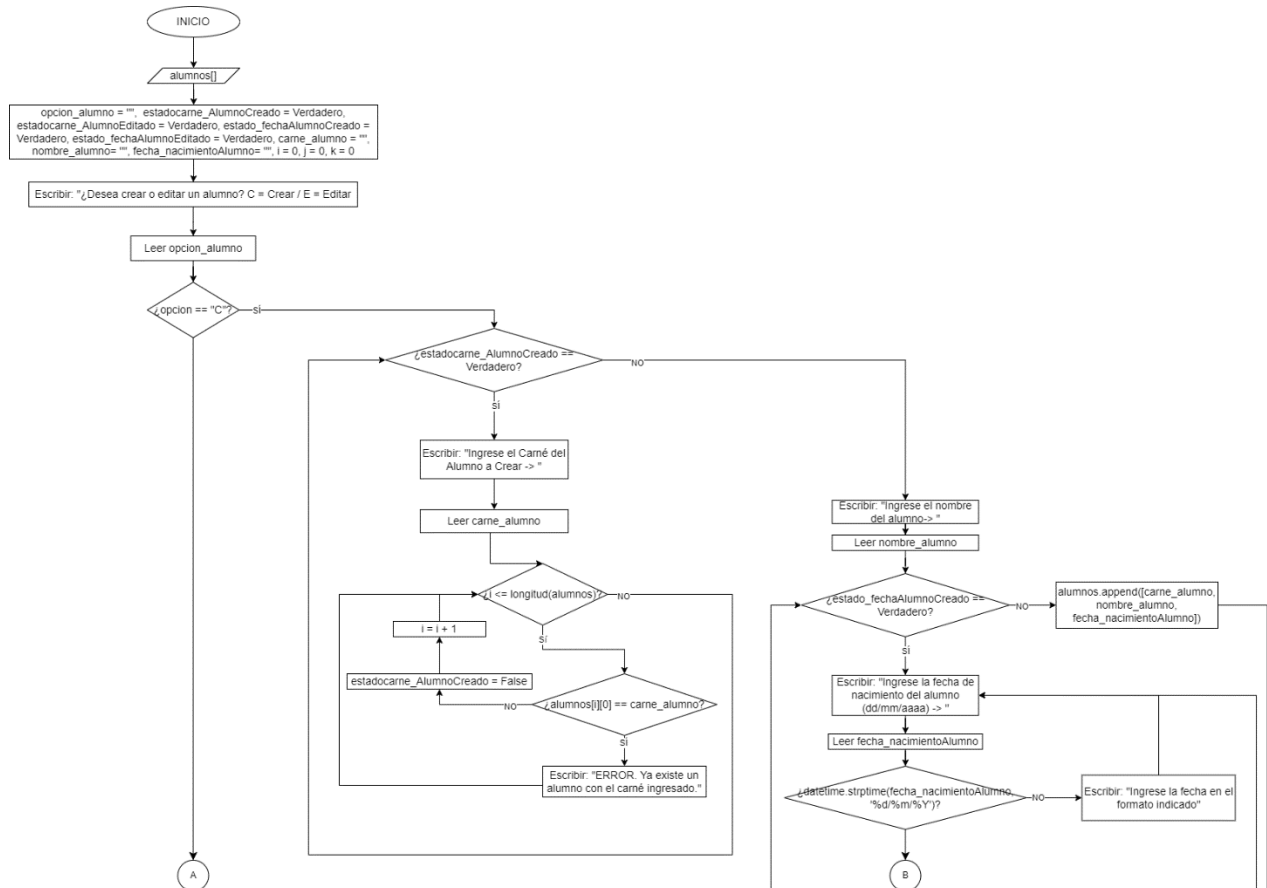 INICIO
alumnos[]
opcion_alumno = "", estadocarne_AlumnoCreado = Verdadero,
estadocarne_AlumnoEditado = Verdadero, estado_fechaAlumnoCreado =
Verdadero, estado_fechaAlumnoEditado = Verdadero, carne_alumno = "",
nombre_alumno= "", fecha_nacimientoAlumno= "", i = 0, j = 0, k = 0
Escribir: "¿Desea crear o editar un alumno? C = Crear / E = Editar
Leer opcion_alumno
¿opcion == "C"?
sí
¿estadocarne_AlumnoCreado ==
Verdadero?
NO
sí
Escribir: "Ingrese el Carné del
Alumno a Crear -> "
Leer carne_alumno
¿i <= longitud(alumnos)?
NO
Sí
i = i + 1
estadocarne_AlumnoCreado = False
NO
¿alumnos[i][0] == carne_alumno?
SÍ
Escribir: "ERROR. Ya existe un
alumno con el carné ingresado."
Escribir: "Ingrese el nombre
del alumno-> "
Leer nombre_alumno
¿estado_fechaAlumnoCreado ==
Verdadero?
NO
alumnos.append([carne_alumno,
nombre_alumno,
fecha_nacimientoAlumno])
sí
Escribir: "Ingrese la fecha de
nacimiento del alumno
(dd/mm/aaaa) -> "
Leer fecha_nacimientoAlumno
¿datetime.strptime(fecha_nacimientoAlumno,
'%d/%m/%Y')?
NO
Escribir: "Ingrese la fecha en el
formato indicado"
A
B